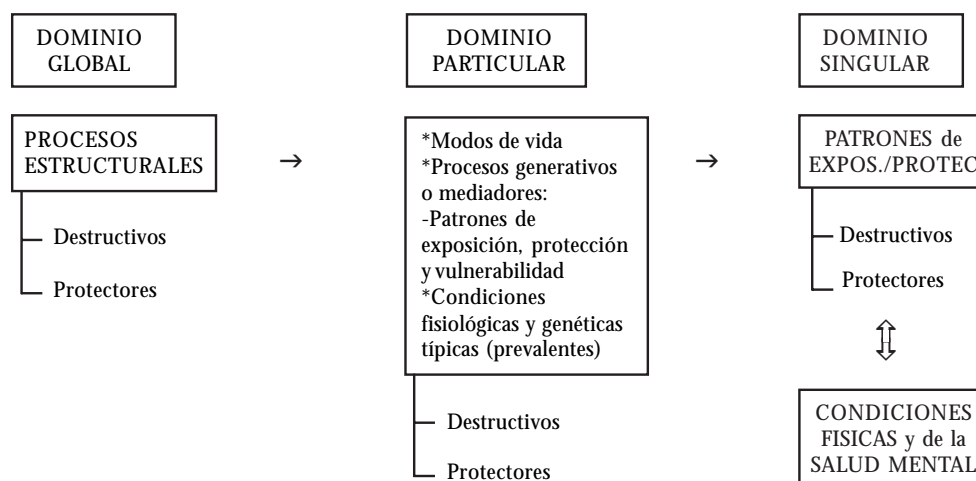 DOMINIO
GLOBAL
PROCESOS
ESTRUCTURALES
Destructivos
Protectores
→
DOMINIO
PARTICULAR
*Modos de vida
*Procesos generativos
o mediadores:
-Patrones de
exposición, protección
y vulnerabilidad
*Condiciones
fisiológicas y genéticas
típicas (prevalentes)
Destructivos
Protectores
→
DOMINIO
SINGULAR
PATRONES de
EXPOS./PROTEC
Destructivos
Protectores
⇕
CONDICIONES
FISICAS y de la
SALUD MENTAL